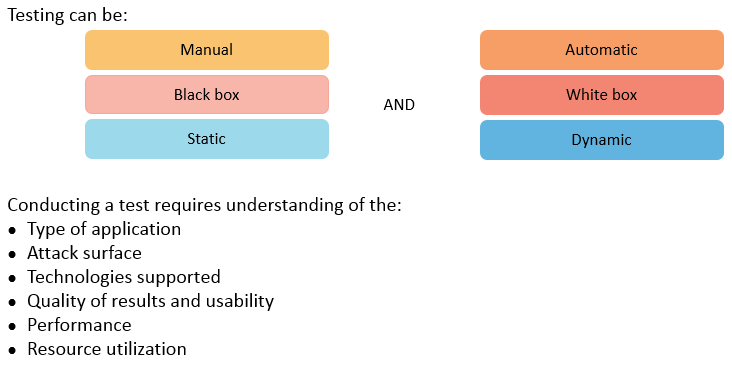 Testing can be:
Manual
Automatic
Black box
AND
White box
Static
Dynamic
Conducting a test requires understanding of the:
● Type of application
● Attack surface
● Technologies supported
● Quality of results and usability
● Performance
● Resource utilization